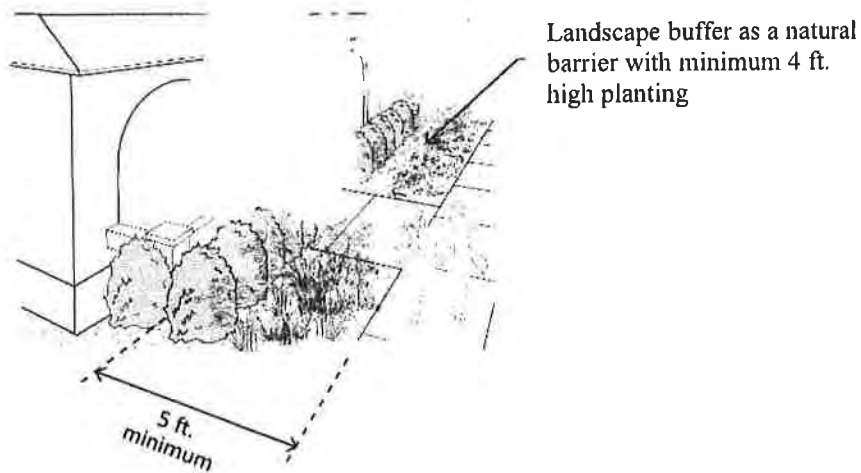 Landscape buffer as a natural
barrier with minimum 4 ft.
high planting
5 ft.
minimum